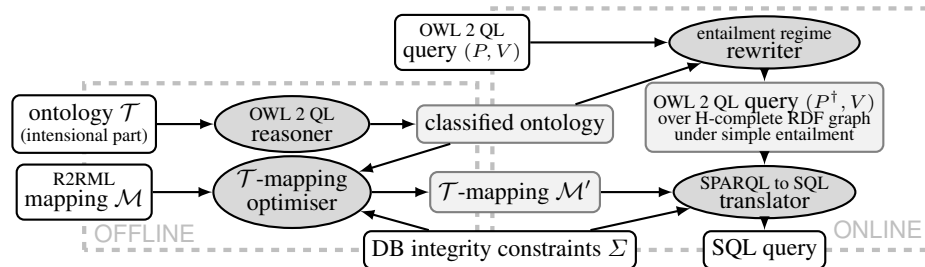 OWL 2 QL
query (P, V)
entailment regime
rewriter
ontology 𝒯
(intensional part)
OWL 2 QL
reasoner
classified ontology
OWL 2 QL query (P†, V)
over H-complete RDF graph
under simple entailment
R2RML
mapping ℳ
𝒯-mapping
optimiser
𝒯-mapping ℳ′
SPARQL to SQL
translator
OFFLINE
DB integrity constraints Σ
SQL query
ONLINE